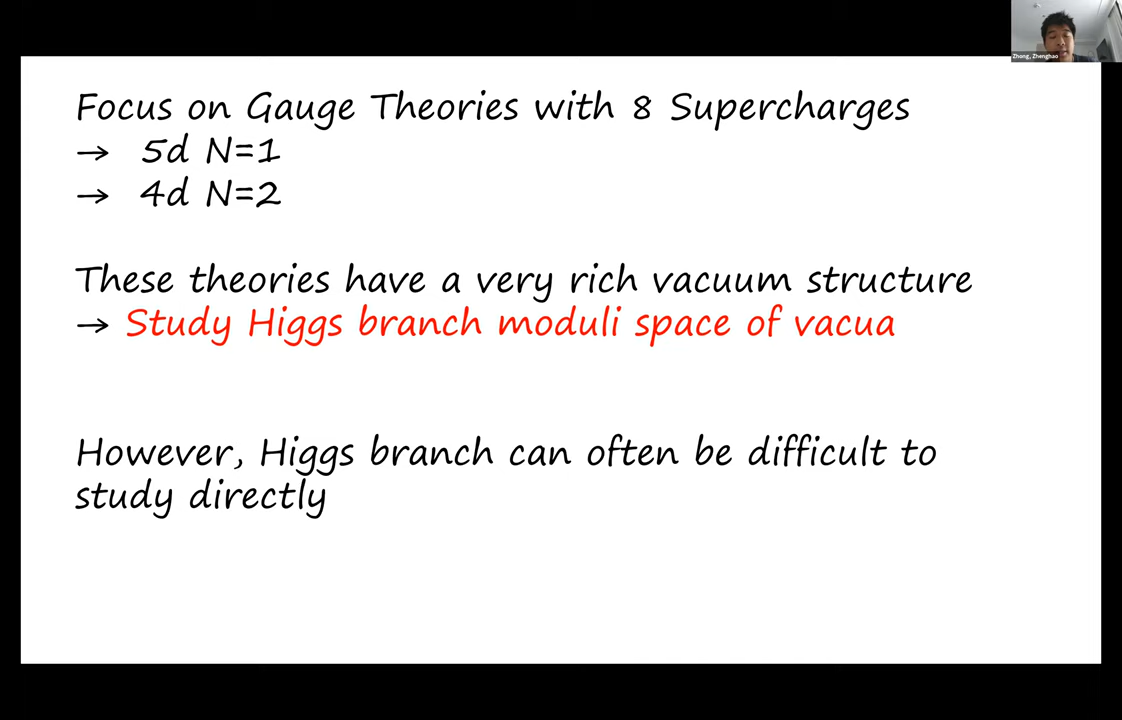 Zhong, Zhenghao
Focus on Gauge Theories with 8 Supercharges
→ 5d N=1
→ 4d N=2
These theories have a very rich vacuum structure
→ Study Higgs branch moduli space of vacua
However, Higgs branch can often be difficult to
study directly